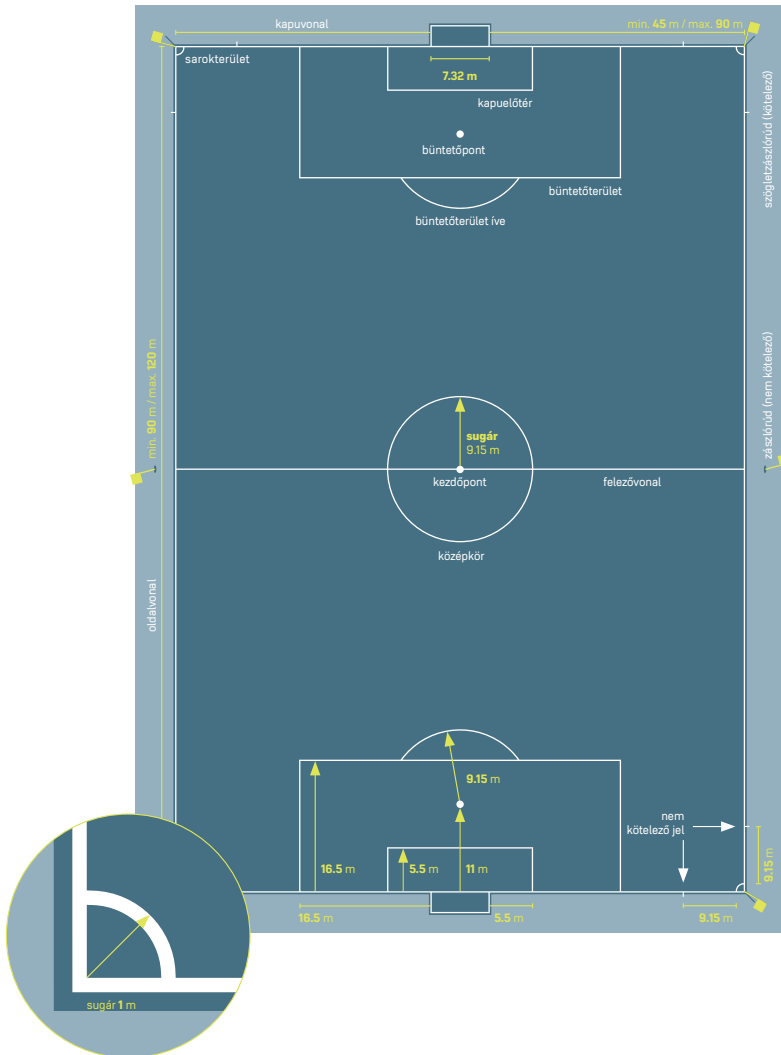 kapuvonal
min. 45 m / max. 90 m
sarokterület
7.32 m
kapuelőtér
büntetőpont
büntetőterület
büntetőterület íve
szögletzászlórúd (kötelező)
min. 90 m / max. 120 m
zászlórúd (nem kötelező)
sugár
9.15 m
kezdőpont
felezővonal
középkör
oldalvonal
9.15 m
nem
kötelező jel
16.5 m
5.5 m
11 m
9.15 m
16.5 m
5.5 m
9.15 m
sugár 1 m